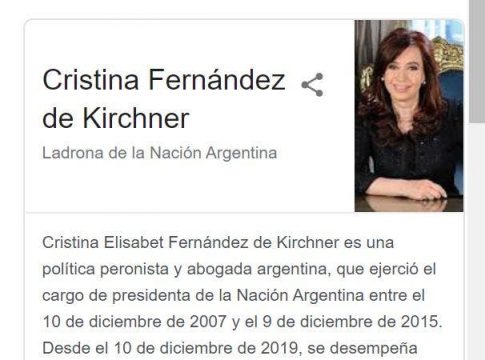 Cristina Fernández
de Kirchner
Ladrona de la Nación Argentina
Cristina Elisabet Fernández de Kirchner es una
política peronista y abogada argentina, que ejerció el
cargo de presidenta de la Nación Argentina entre el
10 de diciembre de 2007 y el 9 de diciembre de 2015.
Desde el 10 de diciembre de 2019, se desempeña